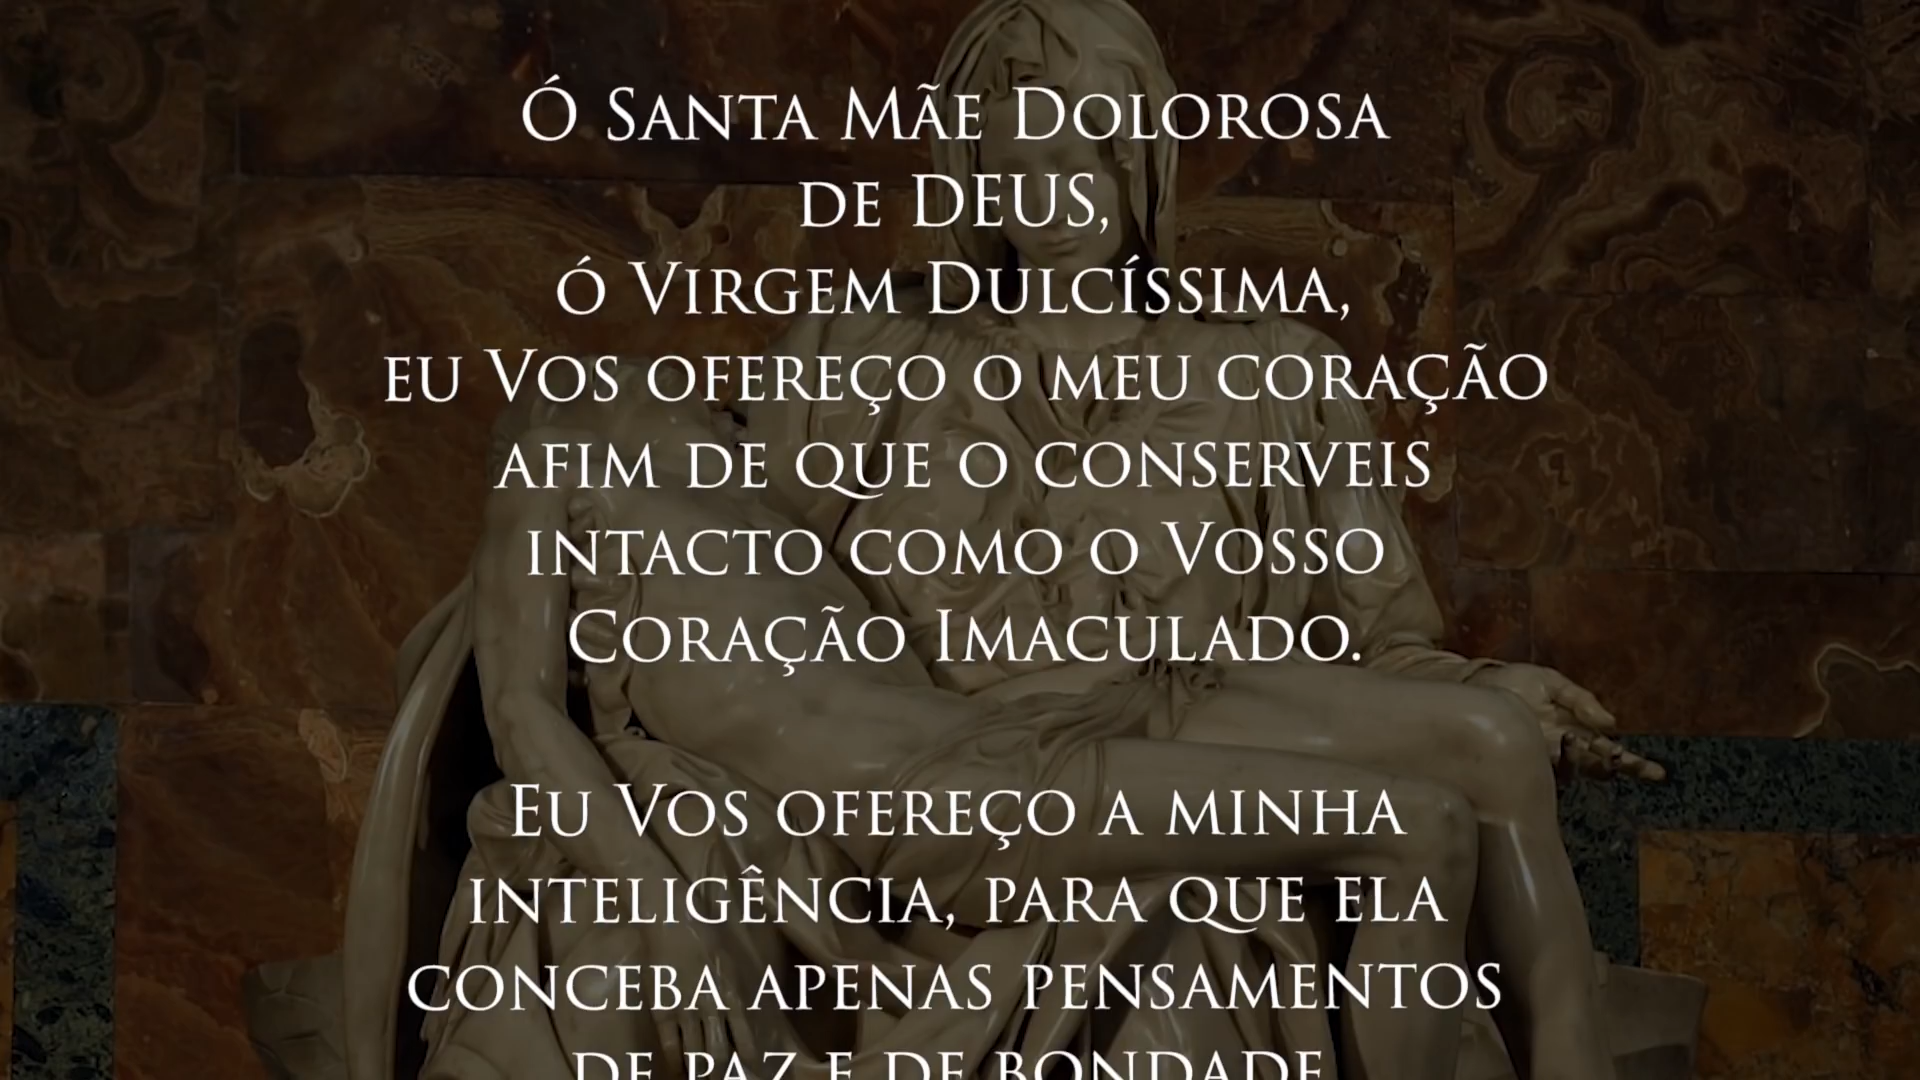 Ó Santa Mãe Dolorosa
de DEUS,
ó Virgem Dulcíssima,
eu Vos ofereço o meu coração
afim de que o conserveis
intacto como o Vosso
Coração Imaculado.
Eu Vos ofereço a minha
inteligência, para que ela
conceba apenas pensamentos
de paz e de bondade